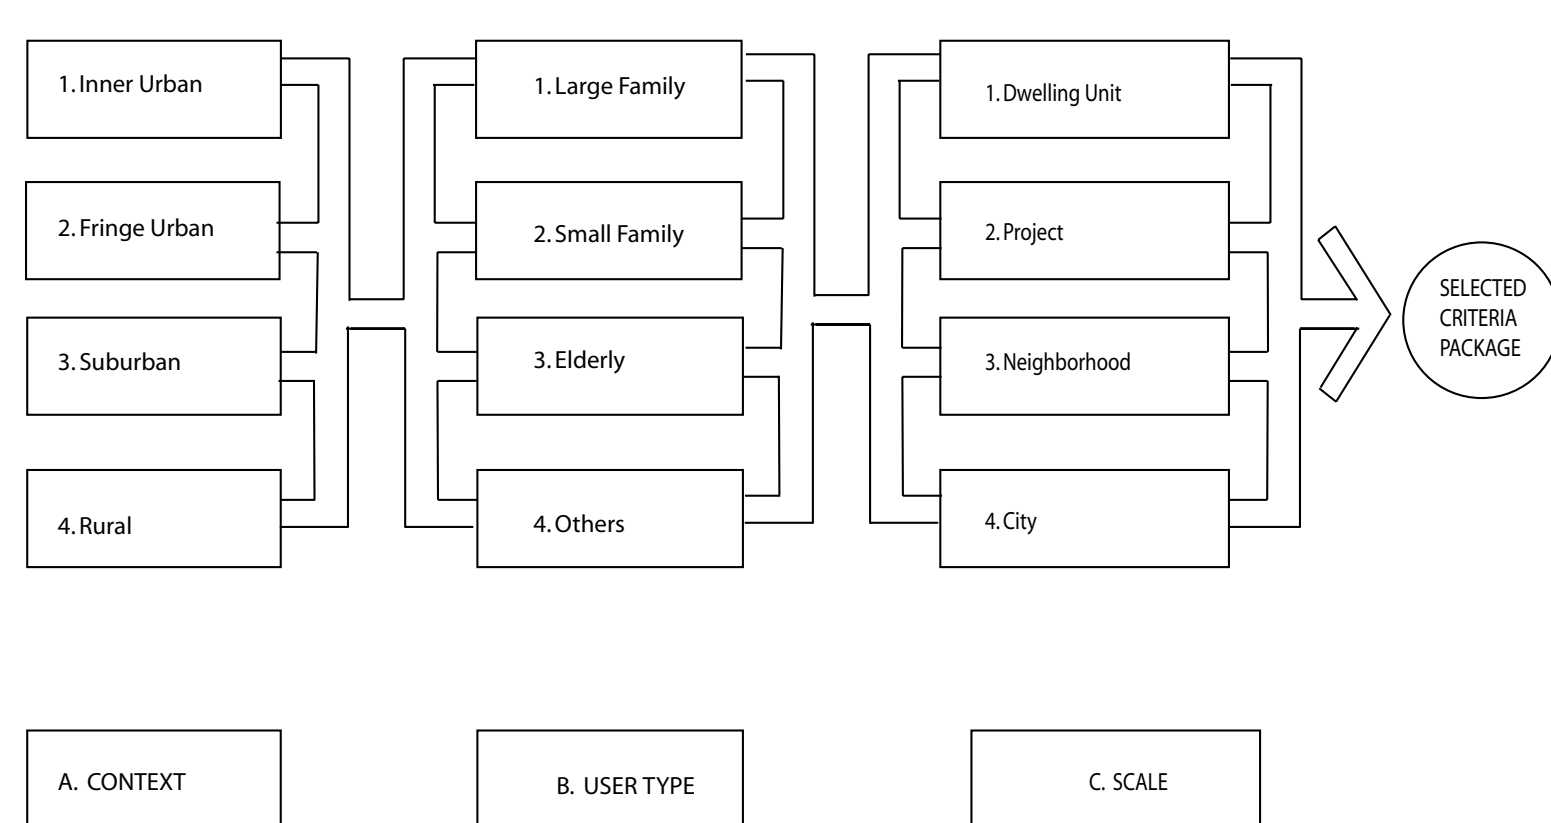 1. Inner Urban
2. Fringe Urban
3. Suburban
4. Rural
1. Large Family
2. Small Family
3. Elderly
4. Others
1. Dwelling Unit
2. Project
3. Neighborhood
4. City
SELECTED
CRITERIA
PACKAGE
A. CONTEXT
B. USER TYPE
C. SCALE